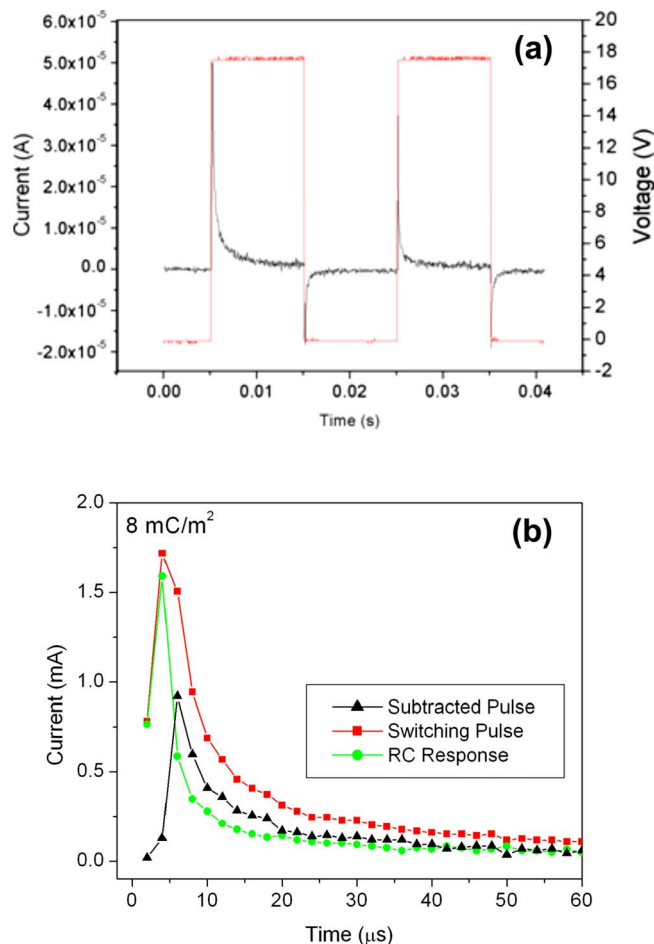 (a)
6.0x10-5
5.0x10-5
4.0x10-5
3.0x10-5
2.0x10-5
1.0x10-5
0.0
-1.0x10-5
-2.0x10-5
Current (A)
20
18
16
14
12
10
8
6
4
2
0
-2
Voltage (V)
0.00 0.01 0.02 0.03 0.04
Time (s)
(b)
8 mC/m2
2.0
1.5
1.0
0.5
0.0
Current (mA)
Subtracted Pulse
Switching Pulse
RC Response
0 10 20 30 40 50 60
Time (μs)